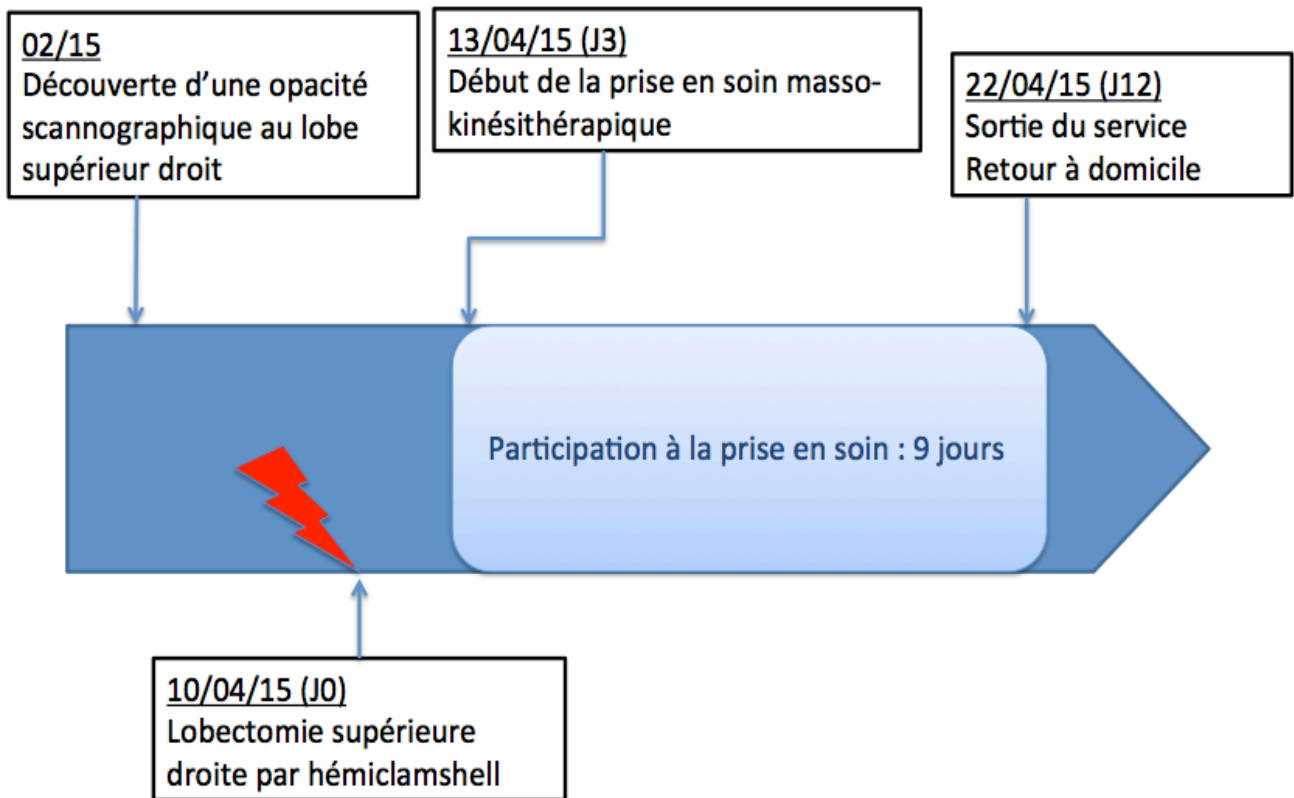 02/15
Découverte d'une opacité
scannographique au lobe
supérieur droit
13/04/15 (J3)
Début de la prise en soin masso-
kinésithérapique
22/04/15 (J12)
Sortie du service
Retour à domicile
Participation à la prise en soin : 9 jours
10/04/15 (J0)
Lobectomie supérieure
droite par hémiclamshell